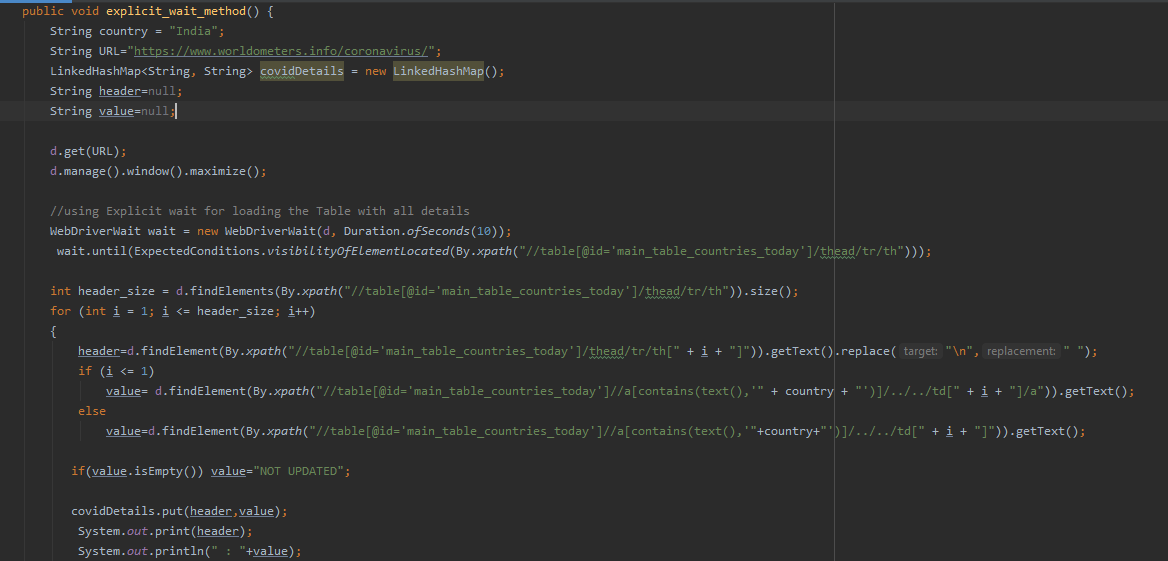 public void explicit_wait_method() {
String country = "India";
String URL="https://www.worldometers.info/coronavirus/";
LinkedHashMap<String, String> covidDetails = new LinkedHashMap();
String header=null;
String value=null;
d.get(URL);
d.manage().window().maximize();
//using Explicit wait for loading the Table with all details
WebDriverWait wait = new WebDriverWait(d, Duration.ofSeconds(10));
wait.until(ExpectedConditions.visibilityOfElementLocated(By.xpath("//table[@id='main_table_countries_today']/thead/tr/th")));
int header_size = d.findElements(By.xpath("//table[@id='main_table_countries_today']/thead/tr/th")).size();
for (int i = 1; i <= header_size; i++)
{
header=d.findElement(By.xpath("//table[@id='main_table_countries_today']/thead/tr/th[" + i + "]")).getText().replace( target: "\n", replacement: " ");
if (i <= 1)
value= d.findElement(By.xpath("//table[@id='main_table_countries_today']//a[contains(text(),'" + country + "')]/../../td[" + i + "]/a")).getText();
else
value=d.findElement(By.xpath("//table[@id='main_table_countries_today']//a[contains(text(),'"+country+"')]/../../td[" + i + "]")).getText();
if(value.isEmpty()) value="NOT UPDATED";
covidDetails.put(header,value);
System.out.print(header);
System.out.println(" : "+value);